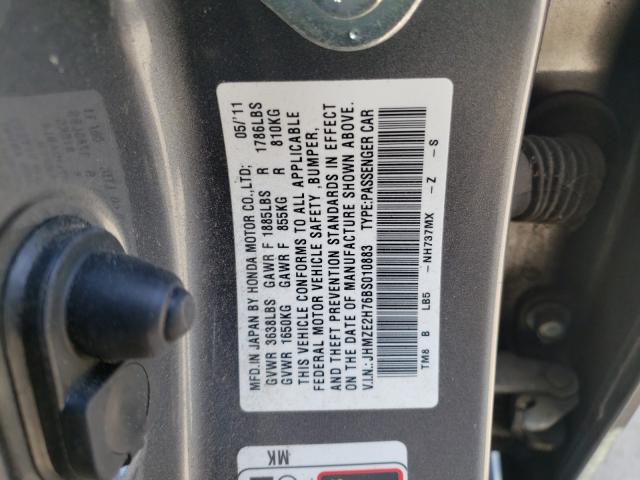 MFD.IN JAPAN BY HONDA MOTOR CO.,LTD; 05/'11
GVWR 3638LBS GAWR F 1885LBS R 1786LBS
GVWR 1650KG GAWR F 855KG R 810KG
THIS VEHICLE CONFORMS TO ALL APPLICABLE
FEDERAL MOTOR VEHICLE SAFETY ,BUMPER,
AND THEFT PREVENTION STANDARDS IN EFFECT
ON THE DATE OF MANUFACTURE SHOWN ABOVE.
V.I.N.:JHMZE2H76BS010883 TYPE:PASSENGER CAR
TM8 B LB5 -NH737MX -Z -S
MK